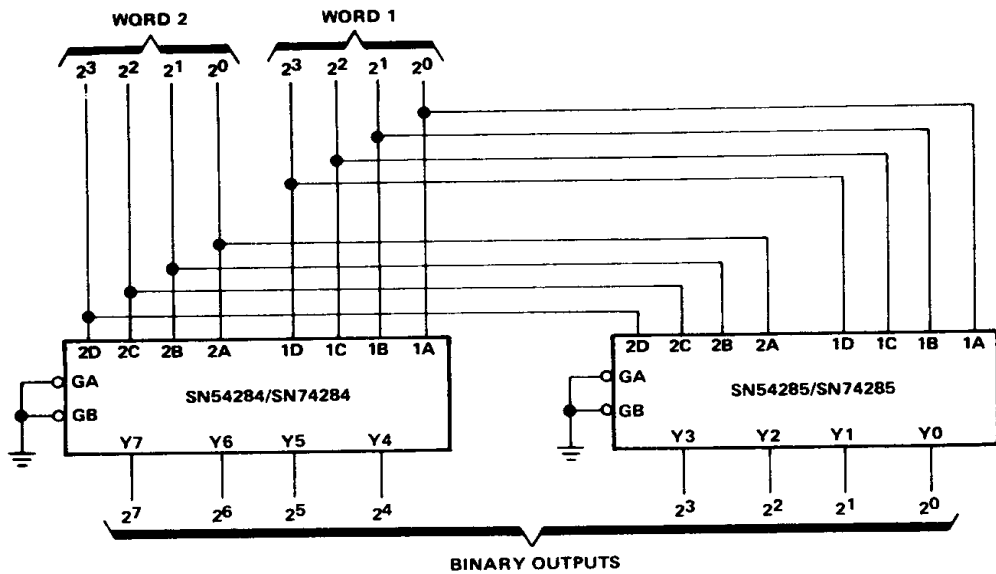 WORD 2 WORD 1
2³ 2² 2¹ 2⁰ 2³ 2² 2¹ 2⁰
2D 2C 2B 2A 1D 1C 1B 1A 2D 2C 2B 2A 1D 1C 1B 1A
GA GA
SN54284/SN74284 SN54285/SN74285
GB GB
Y7 Y6 Y5 Y4 Y3 Y2 Y1 Y0
2⁷ 2⁶ 2⁵ 2⁴ 2³ 2² 2¹ 2⁰
BINARY OUTPUTS